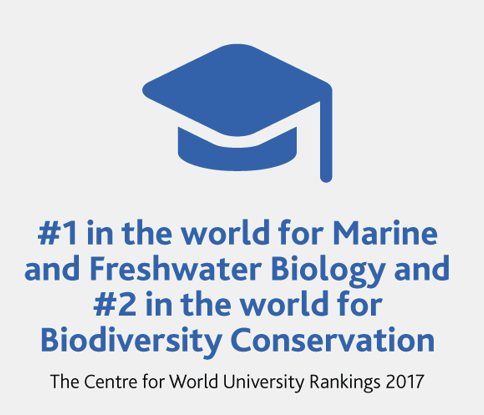 #1 in the world for Marine
and Freshwater Biology and
#2 in the world for
Biodiversity Conservation
The Centre for World University Rankings 2017